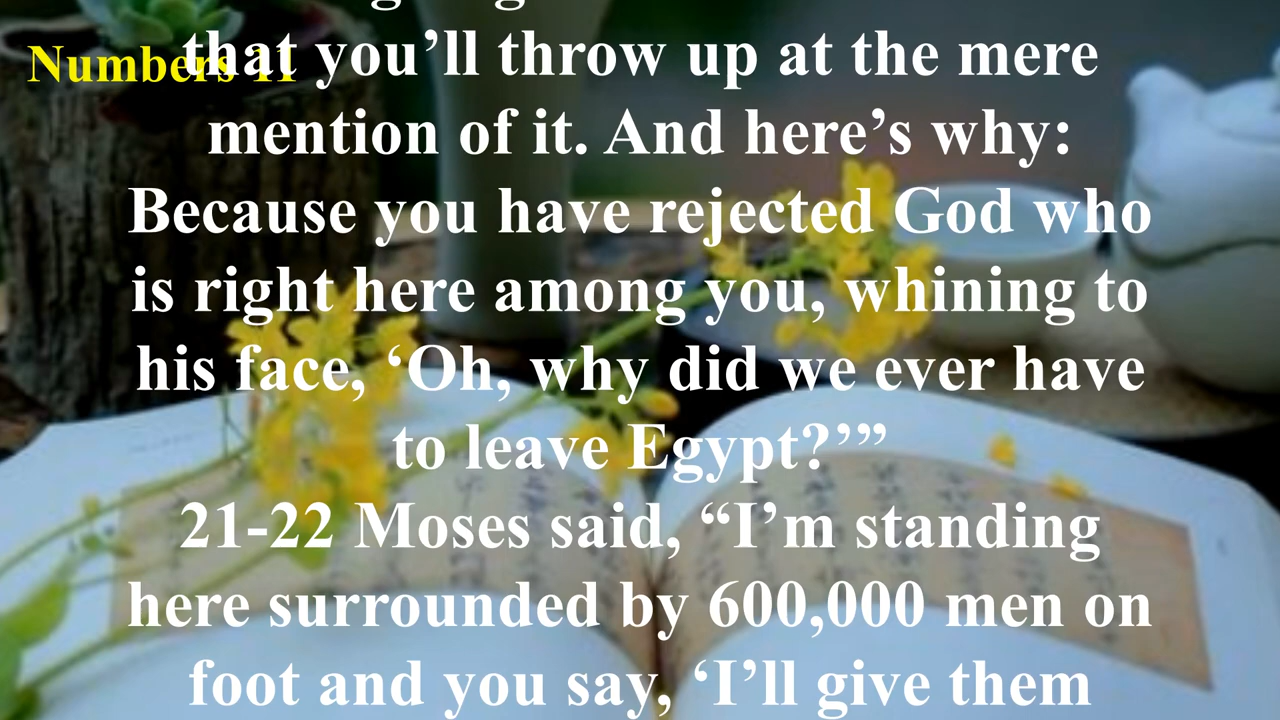 Numbers 11
that you’ll throw up at the mere
mention of it. And here’s why:
Because you have rejected God who
is right here among you, whining to
his face, ‘Oh, why did we ever have
to leave Egypt?’”
21-22 Moses said, “I’m standing
here surrounded by 600,000 men on
foot and you say, ‘I’ll give them